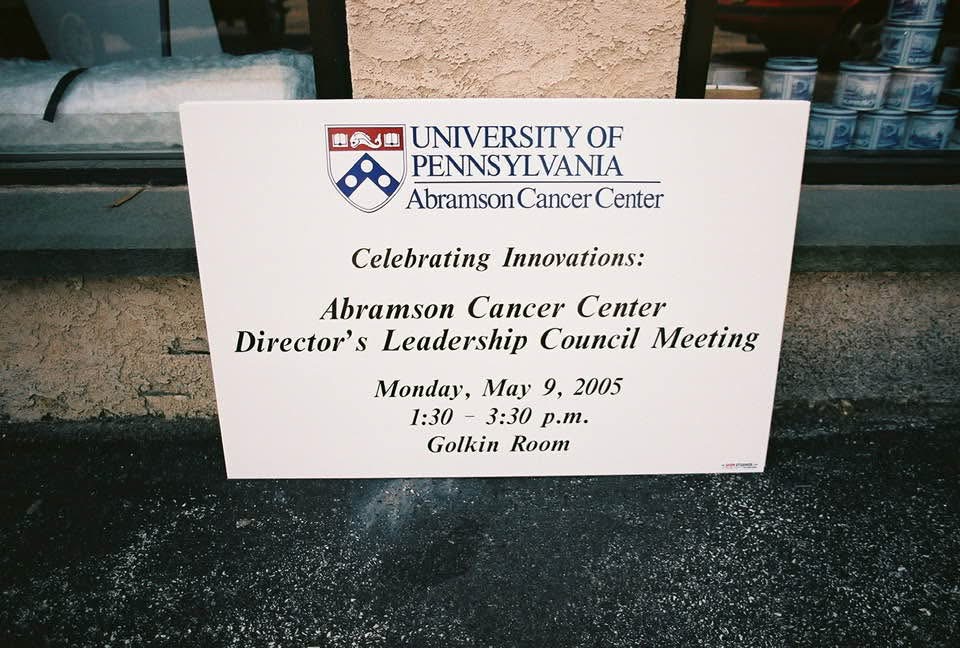 UNIVERSITY OF
PENNSYLVANIA
Abramson Cancer Center
Celebrating Innovations:
Abramson Cancer Center
Director's Leadership Council Meeting
Monday, May 9, 2005
1:30 - 3:30 p.m.
Golkin Room